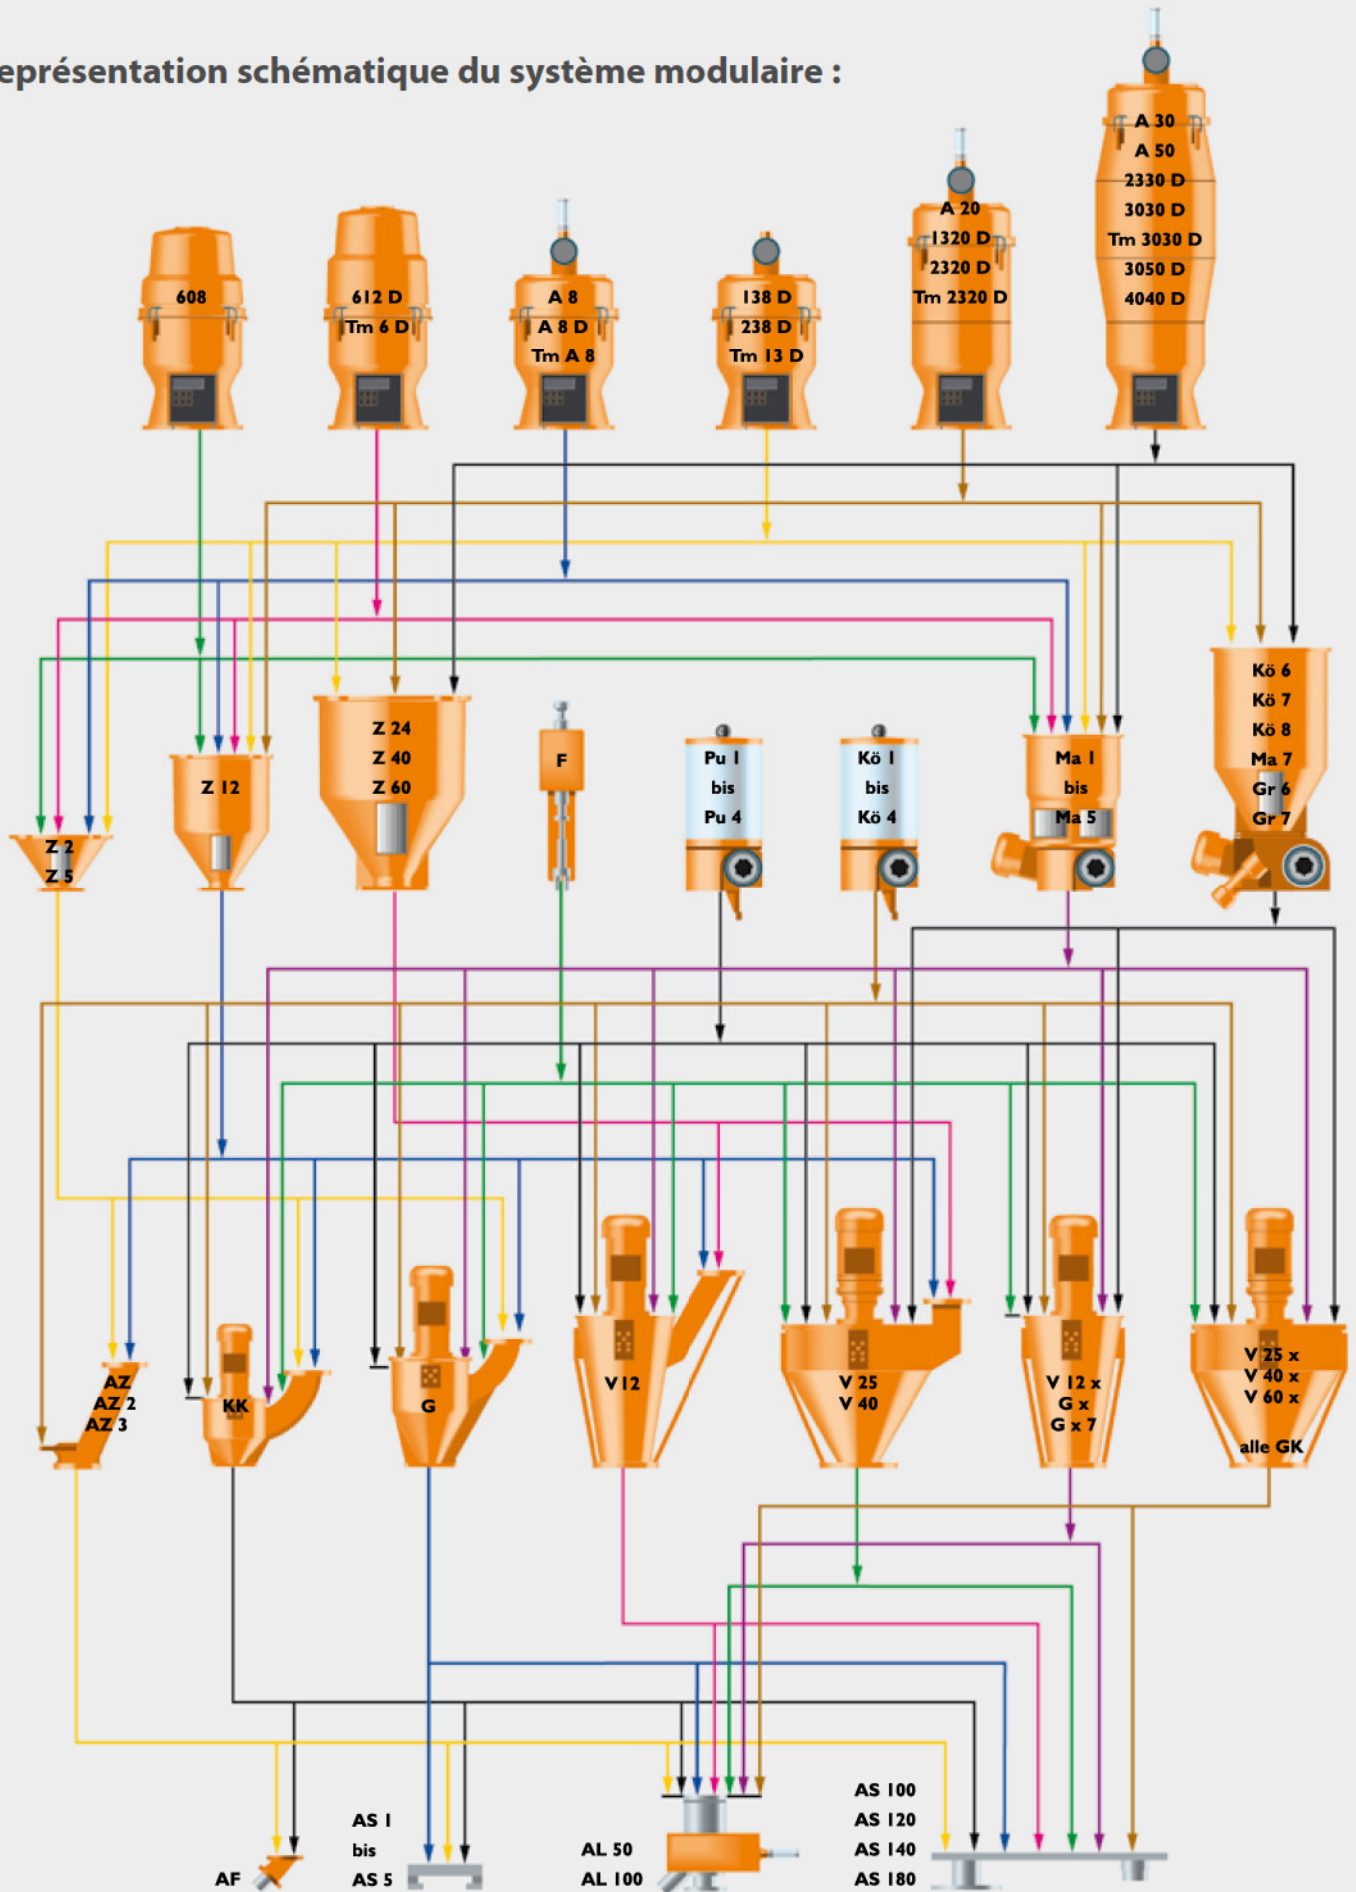 eprésentation schématique du système modulaire :
A 30
A 50
2330 D
3030 D
Tm 3030 D
3050 D
4040 D
A 20
1320 D
2320 D
Tm 2320 D
608
612 D
Tm 6 D
A 8
A 8 D
Tm A 8
138 D
238 D
Tm 13 D
Z 2
Z 5
Z 12
Z 24
Z 40
Z 60
F
Pu 1
bis
Pu 4
Kö 1
bis
Kö 4
Ma 1
bis
Ma 5
Kö 6
Kö 7
Kö 8
Ma 7
Gr 6
Gr 7
AZ
AZ 2
AZ 3
KK
G
V 12
V 25
V 40
V 12 x
G x
G x 7
V 25 x
V 40 x
V 60 x
alle GK
AF
AS 1
bis
AS 5
AL 50
AL 100
AS 100
AS 120
AS 140
AS 180